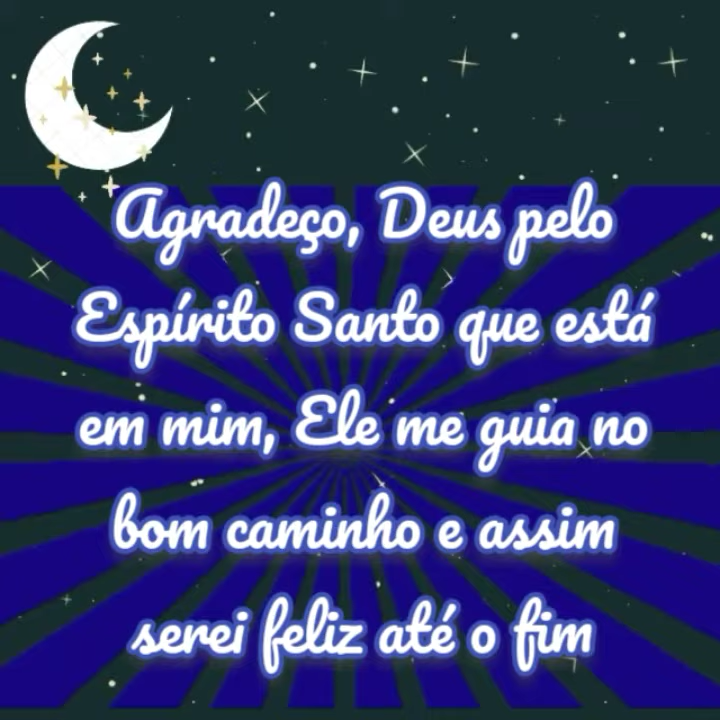 Agradeço, Deus pelo
Espírito Santo que está
em mim, Ele me guia no
bom caminho e assim
serei feliz até o fim